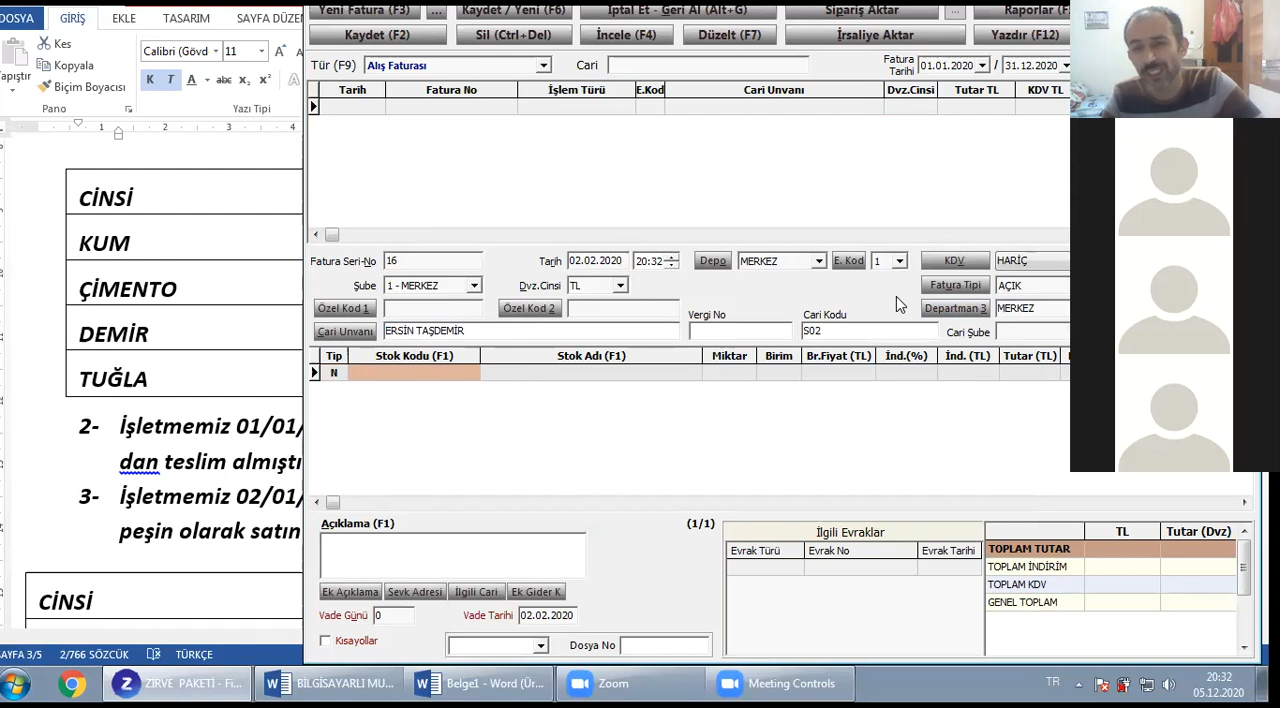 DOSYA GİRİŞ EKLE TASARIM SAYFA DÜZEN
Kes
Kopyala
Biçim Boyacısı
Yapıştır
Pano
Calibri (Gövd 11
K T A abc x₂ x²
Yazı Tipi
1 1 2 3 4
CİNSİ
KUM
ÇİMENTO
DEMİR
TUĞLA
2- İşletmemiz 01/01/
dan teslim almıştı
3- İşletmemiz 02/01/
peşin olarak satın
CİNSİ
SAYFA 3/5 2/766 SÖZCÜK TÜRKÇE
Yeni Fatura (F3) ... Kaydet / Yeni (F6) İptal Et - Geri Al (Alt+G) Sipariş Aktar ... Raporlar (F
Kaydet (F2) Sil (Ctrl+Del) İncele (F4) Düzelt (F7) İrsaliye Aktar Yazdır (F12)
Tür (F9) Alış Faturası Cari Fatura Tarihi 01.01.2020 / 31.12.2020
Tarih Fatura No İşlem Türü E.Kod Cari Unvanı Dvz.Cinsi Tutar TL KDV TL
Fatura Seri-No 16 Tarih 02.02.2020 20:32 Depo MERKEZ E. Kod 1 KDV HARİÇ
Şube 1 - MERKEZ Dvz.Cinsi TL Fatura Tipi AÇIK
Özel Kod 1 Özel Kod 2 Vergi No Cari Kodu Departman 3 MERKEZ
Cari Unvanı ERSİN TAŞDEMİR S02 Cari Şube
Tip Stok Kodu (F1) Stok Adı (F1) Miktar Birim Br.Fiyat (TL) İnd.(%) İnd. (TL) Tutar (TL)
N
Açıklama (F1) (1/1)
İlgili Evraklar
Evrak Türü Evrak No Evrak Tarihi
TL Tutar (Dvz)
TOPLAM TUTAR
TOPLAM İNDİRİM
TOPLAM KDV
GENEL TOPLAM
Ek Açıklama Sevk Adresi İlgili Cari Ek Gider K
Vade Günü 0 Vade Tarihi 02.02.2020
Kısayollar Dosya No
ZİRVE PAKETİ - Fi... BİLGİSAYARLI MU... Belge1 - Word (Ür... Zoom Meeting Controls TR 20:32
05.12.2020